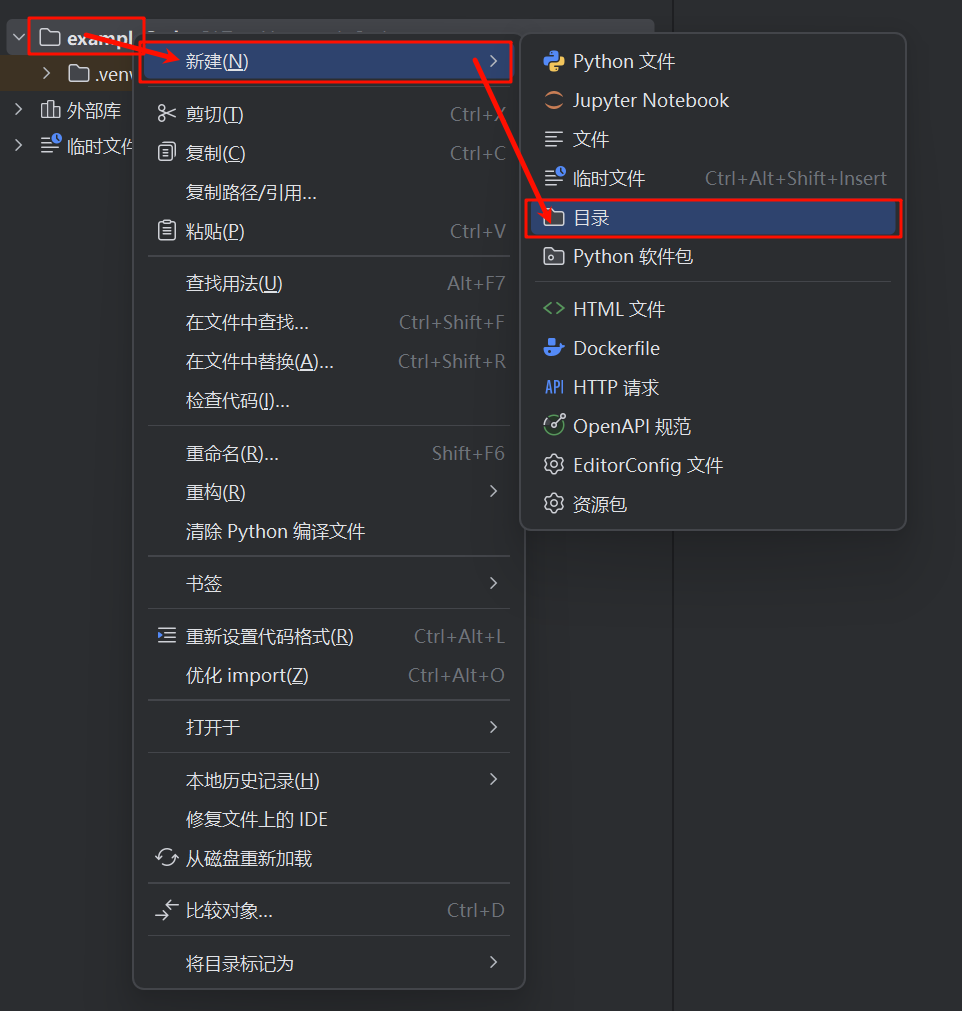 exampl
.venv
外部库
临时文件
新建(N)
剪切(T) Ctrl+X
复制(C) Ctrl+C
复制路径/引用...
粘贴(P) Ctrl+V
查找用法(U) Alt+F7
在文件中查找... Ctrl+Shift+F
在文件中替换(A)... Ctrl+Shift+R
检查代码(I)...
重命名(R)... Shift+F6
重构(R)
清除 Python 编译文件
书签
重新设置代码格式(R) Ctrl+Alt+L
优化 import(Z) Ctrl+Alt+O
打开于
本地历史记录(H)
修复文件上的 IDE
从磁盘重新加载
比较对象... Ctrl+D
将目录标记为
Python 文件
Jupyter Notebook
文件
临时文件 Ctrl+Alt+Shift+Insert
目录
Python 软件包
HTML 文件
Dockerfile
API HTTP 请求
OpenAPI 规范
EditorConfig 文件
资源包